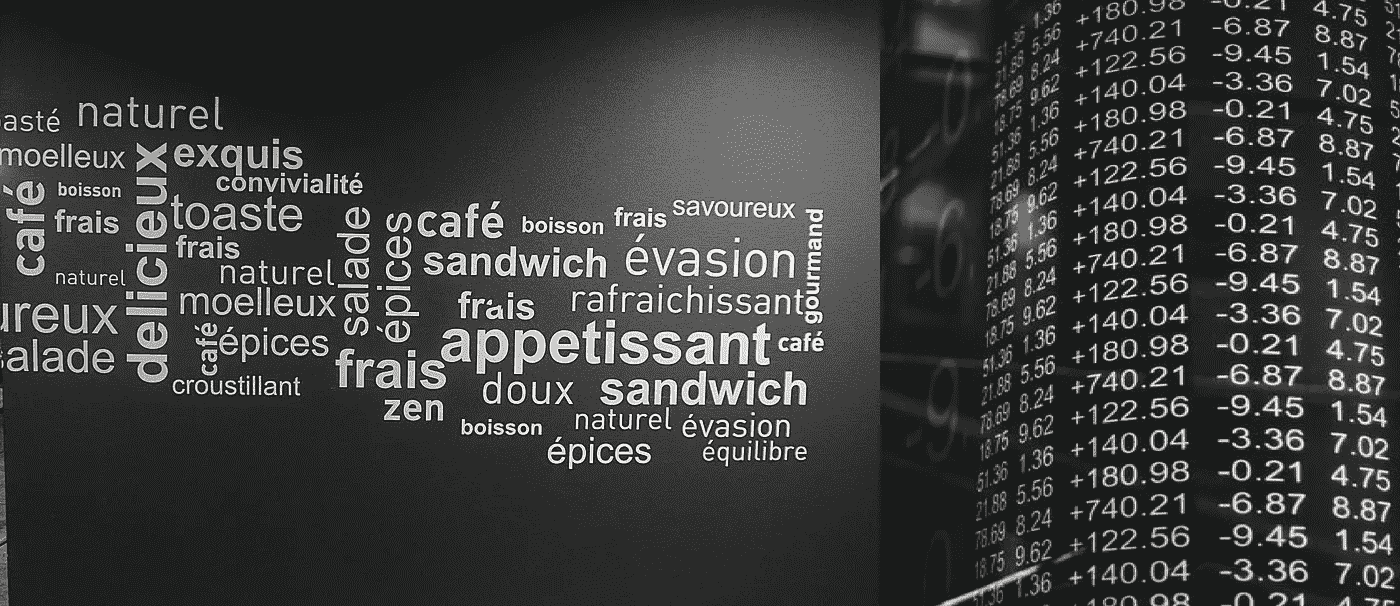 asté naturel
moelleux
exquis
convivialité
café
boisson
frais
delicieux
toaste
frais
naturel
naturel
moelleux
ureux
alade
café
épices
croustillant
salade
épices
café boisson frais savoureux
gourmand
sandwich évasion
frais rafraichissant
appetissant café
frais
doux sandwich
zen
boisson naturel évasion
épices équilibre
51.36 1.36 +180.98 -0.21 4.75
21.88 5.56 +740.21 -6.87 8.87
78.69 8.24 +122.56 -9.45 1.54
18.75 9.62 +140.04 -3.36 7.02
51.36 1.36 +180.98 -0.21 4.75
21.88 5.56 +740.21 -6.87 8.87
78.69 8.24 +122.56 -9.45 1.54
18.75 9.62 +140.04 -3.36 7.02
51.36 1.36 +180.98 -0.21 4.75
21.88 5.56 +740.21 -6.87 8.87
78.69 8.24 +122.56 -9.45 1.54
18.75 9.62 +140.04 -3.36 7.02
51.36 1.36 +180.98 -0.21 4.75
21.88 5.56 +740.21 -6.87 8.87
78.69 8.24 +122.56 -9.45 1.54
18.75 9.62 +140.04 -3.36 7.02
51.36 1.36 +180.98 -0.21 4.75
21.88 5.56 +740.21 -6.87 8.87
78.69 8.24 +122.56 -9.45 1.54
18.75 9.62 +140.04 -3.36 7.02
51.36 1.36 +180.98 -0.21 4.75